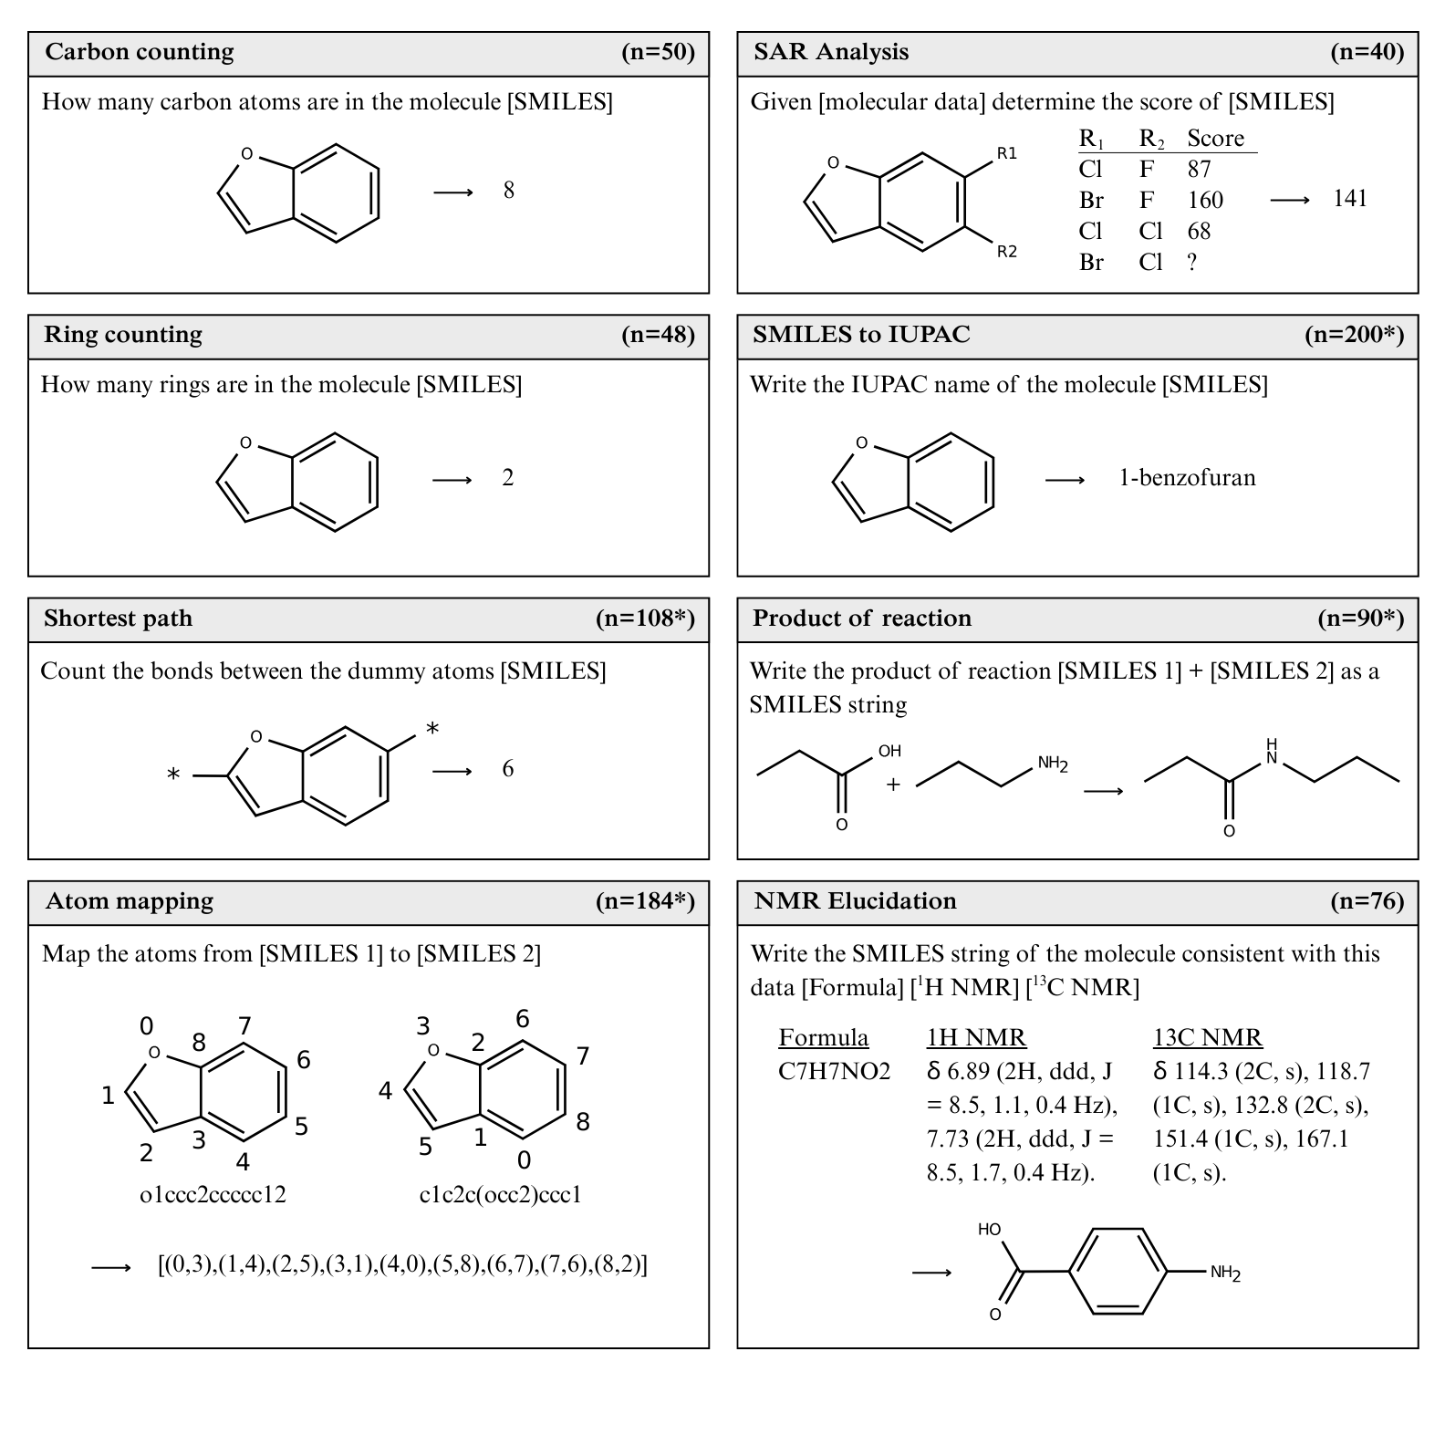 Carbon counting (n=50)
How many carbon atoms are in the molecule [SMILES]
O
⟶ 8
SAR Analysis (n=40)
Given [molecular data] determine the score of [SMILES]
O
R1
R2
R₁ R₂ Score
Cl F 87
Br F 160
Cl Cl 68
Br Cl ?
⟶ 141
Ring counting (n=48)
How many rings are in the molecule [SMILES]
O
⟶ 2
SMILES to IUPAC (n=200*)
Write the IUPAC name of the molecule [SMILES]
O
⟶ 1-benzofuran
Shortest path (n=108*)
Count the bonds between the dummy atoms [SMILES]
* O *
⟶ 6
Product of reaction (n=90*)
Write the product of reaction [SMILES 1] + [SMILES 2] as a
SMILES string
OH
O
+
NH2
⟶
H
N
O
Atom mapping (n=184*)
Map the atoms from [SMILES 1] to [SMILES 2]
0 8 7
O 6
1
5
2 3 4
o1ccc2ccccc12
3 2 6
O 7
4
8
5 1 0
c1c2c(occ2)ccc1
⟶ [(0,3),(1,4),(2,5),(3,1),(4,0),(5,8),(6,7),(7,6),(8,2)]
NMR Elucidation (n=76)
Write the SMILES string of the molecule consistent with this
data [Formula] [¹H NMR] [¹³C NMR]
Formula 1H NMR 13C NMR
C7H7NO2 δ 6.89 (2H, ddd, J δ 114.3 (2C, s), 118.7
= 8.5, 1.1, 0.4 Hz), (1C, s), 132.8 (2C, s),
7.73 (2H, ddd, J = 151.4 (1C, s), 167.1
8.5, 1.7, 0.4 Hz). (1C, s).
⟶
HO
O
NH2